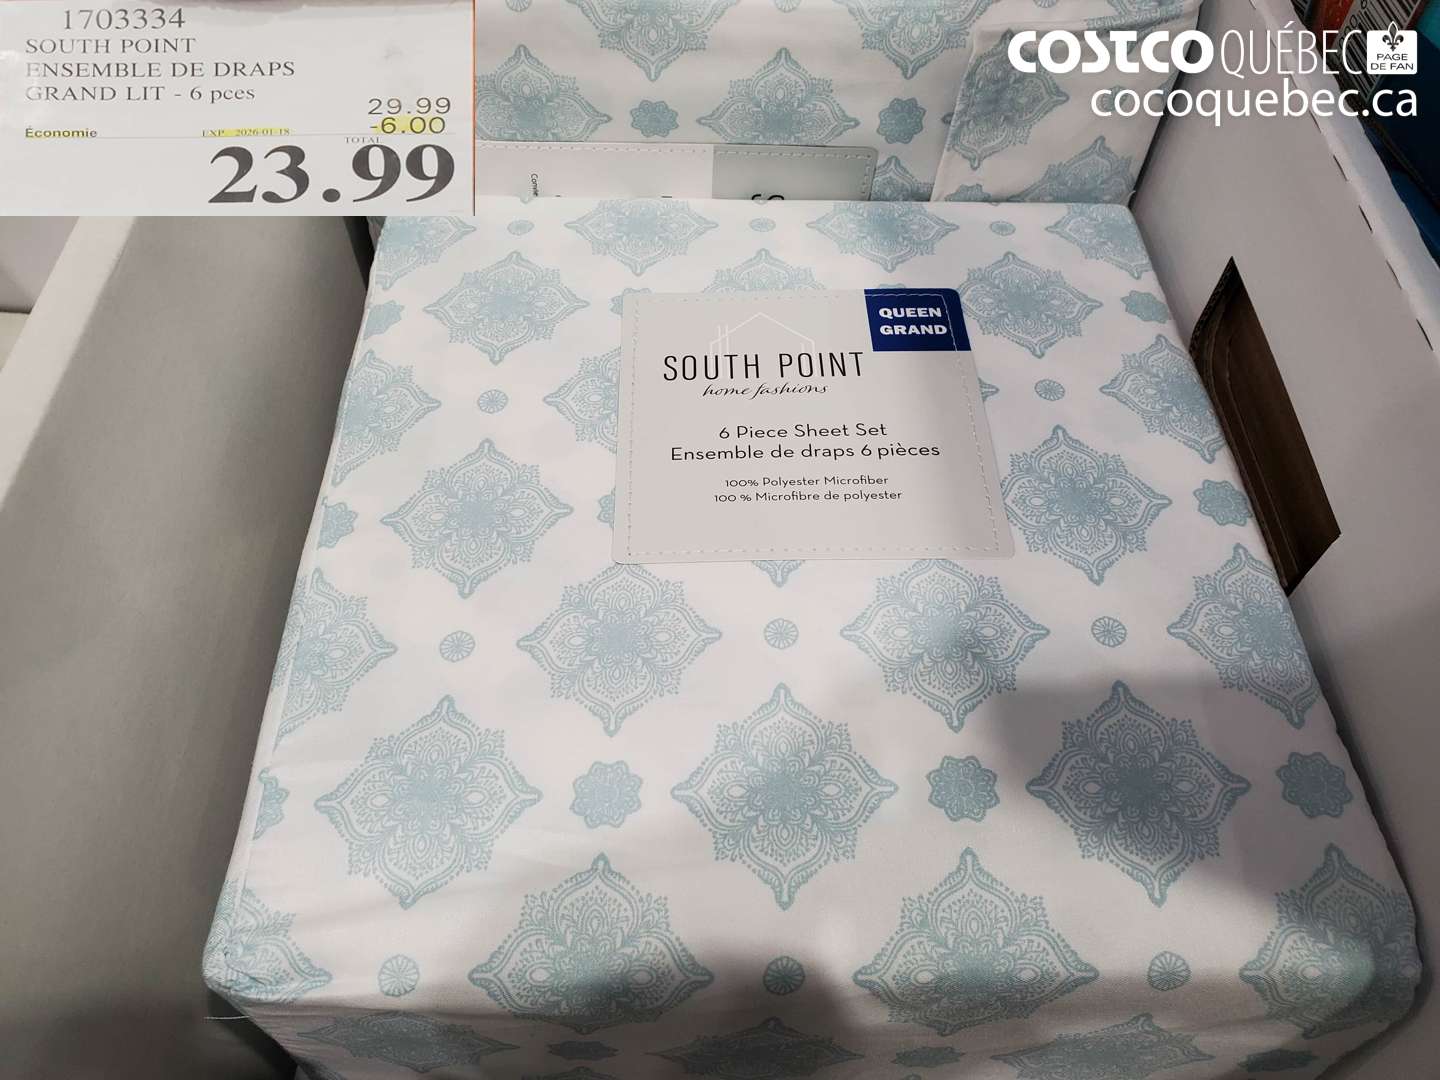 1703334
SOUTH POINT
ENSEMBLE DE DRAPS
GRAND LIT - 6 pces
29.99
Économie EXP. 2026-01-18 -6.00
TOTAL
23.99
COSTCO QUÉBEC PAGE DE FAN
cocoquebec.ca
QUEEN
GRAND
SOUTH POINT
home fashions
6 Piece Sheet Set
Ensemble de draps 6 pièces
100% Polyester Microfiber
100 % Microfibre de polyester